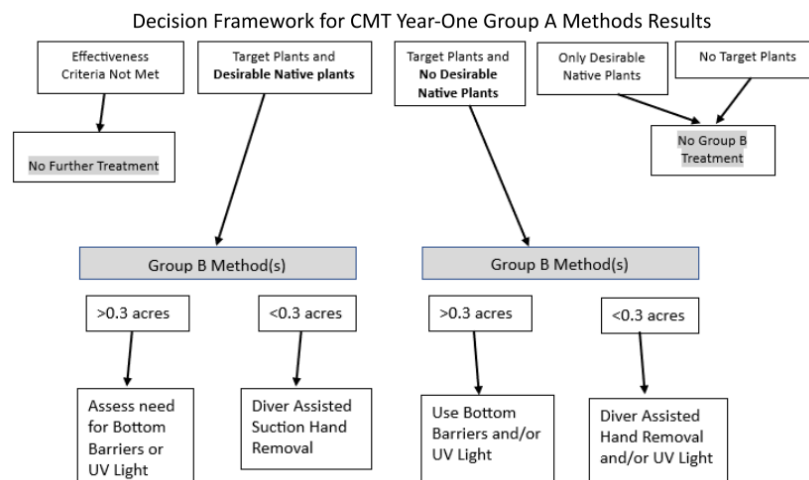 Decision Framework for CMT Year-One Group A Methods Results
Effectiveness
Criteria Not Met
Target Plants and
Desirable Native plants
Target Plants and
No Desirable
Native Plants
Only Desirable
Native Plants
No Target Plants
No Further Treatment
No Group B
Treatment
Group B Method(s)
Group B Method(s)
>0.3 acres
<0.3 acres
>0.3 acres
<0.3 acres
Assess need
for Bottom
Barriers or
UV Light
Diver Assisted
Suction Hand
Removal
Use Bottom
Barriers and/or
UV Light
Diver Assisted
Hand Removal
and/or UV Light